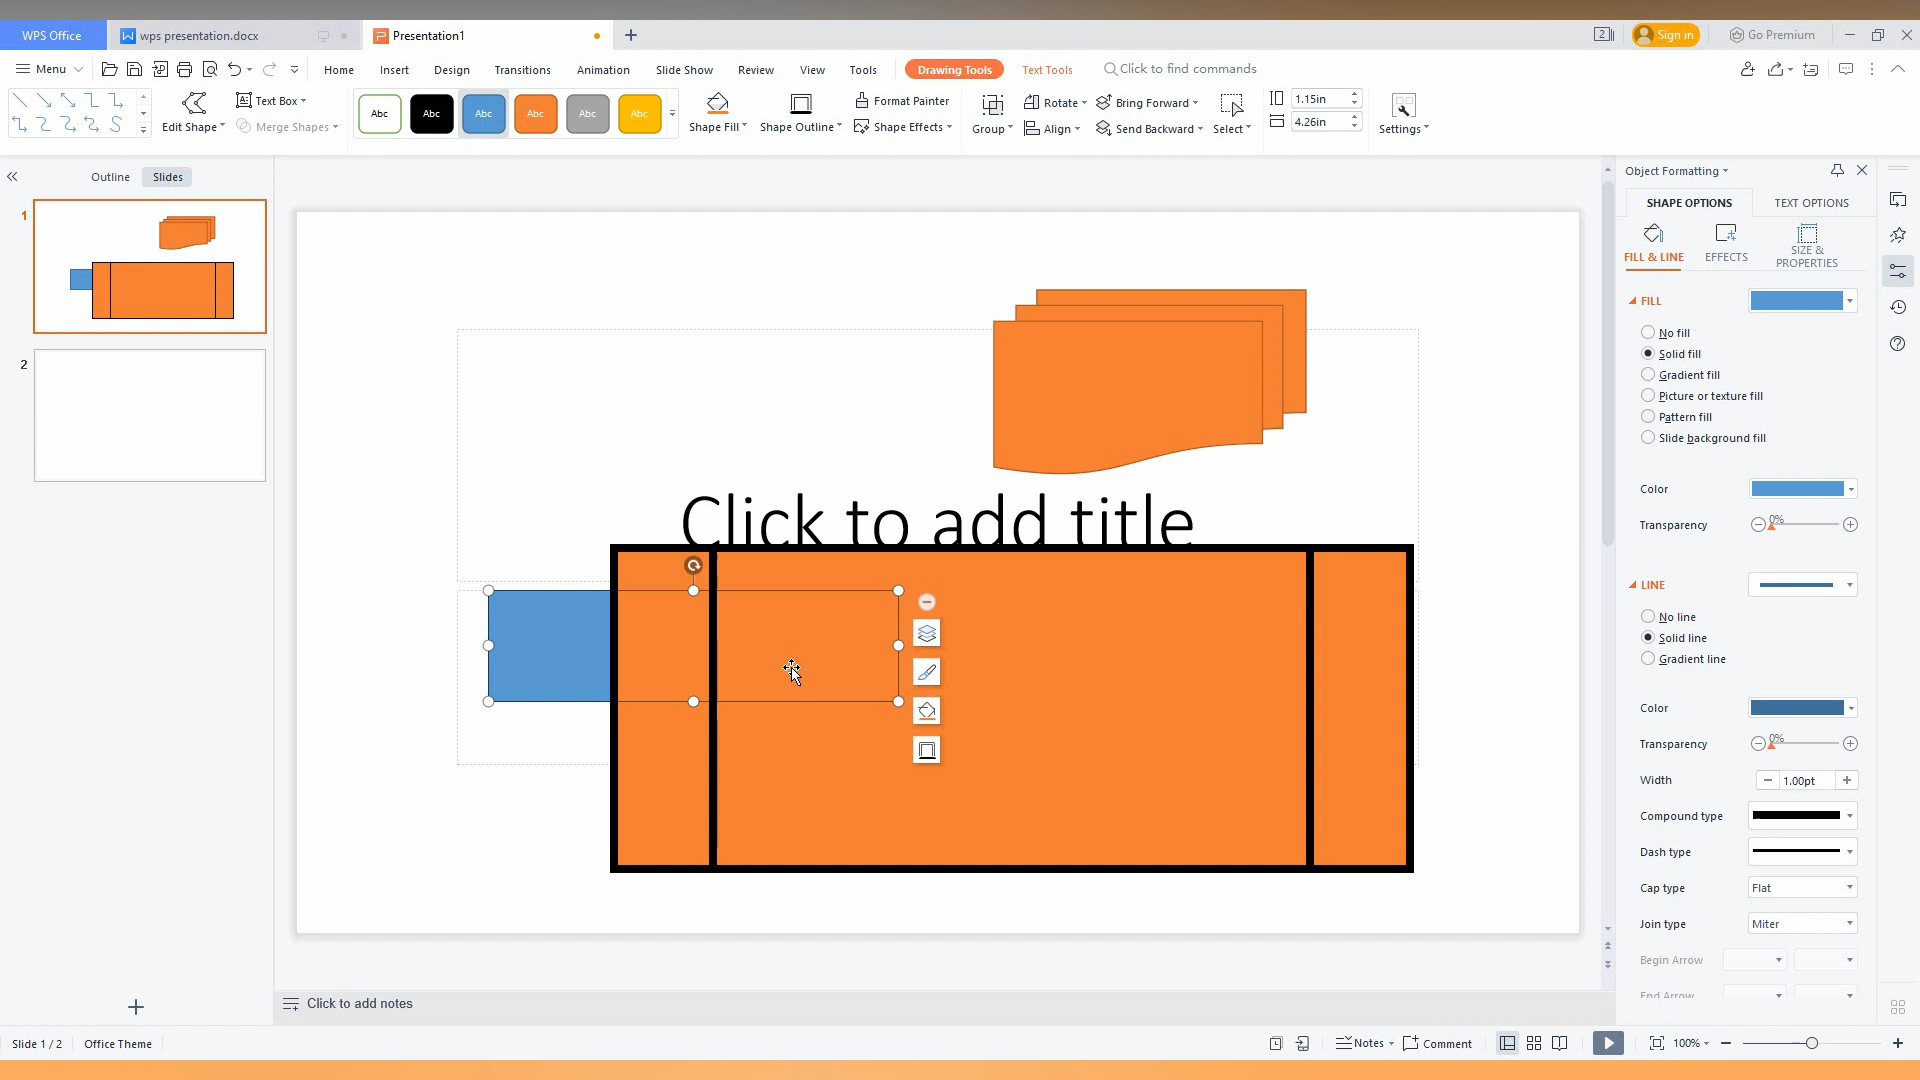 WPS Office
wps presentation.docx
Presentation1
2
Sign in
Go Premium
Menu
Home
Insert
Design
Transitions
Animation
Slide Show
Review
View
Tools
Drawing Tools
Text Tools
Click to find commands
Edit Shape
Text Box
Merge Shapes
Abc
Abc
Abc
Abc
Abc
Abc
Shape Fill
Shape Outline
Format Painter
Shape Effects
Group
Rotate
Align
Bring Forward
Send Backward
Select
1.15in
4.26in
Settings
Outline
Slides
1
2
Click to add title
Click to add notes
Object Formatting
SHAPE OPTIONS
TEXT OPTIONS
FILL & LINE
EFFECTS
SIZE &
PROPERTIES
FILL
No fill
Solid fill
Gradient fill
Picture or texture fill
Pattern fill
Slide background fill
Color
Transparency
0%
LINE
No line
Solid line
Gradient line
Color
Transparency
0%
Width
1.00pt
Compound type
Dash type
Cap type
Flat
Join type
Miter
Begin Arrow
End Arrow
Slide 1 / 2
Office Theme
Notes
Comment
100%